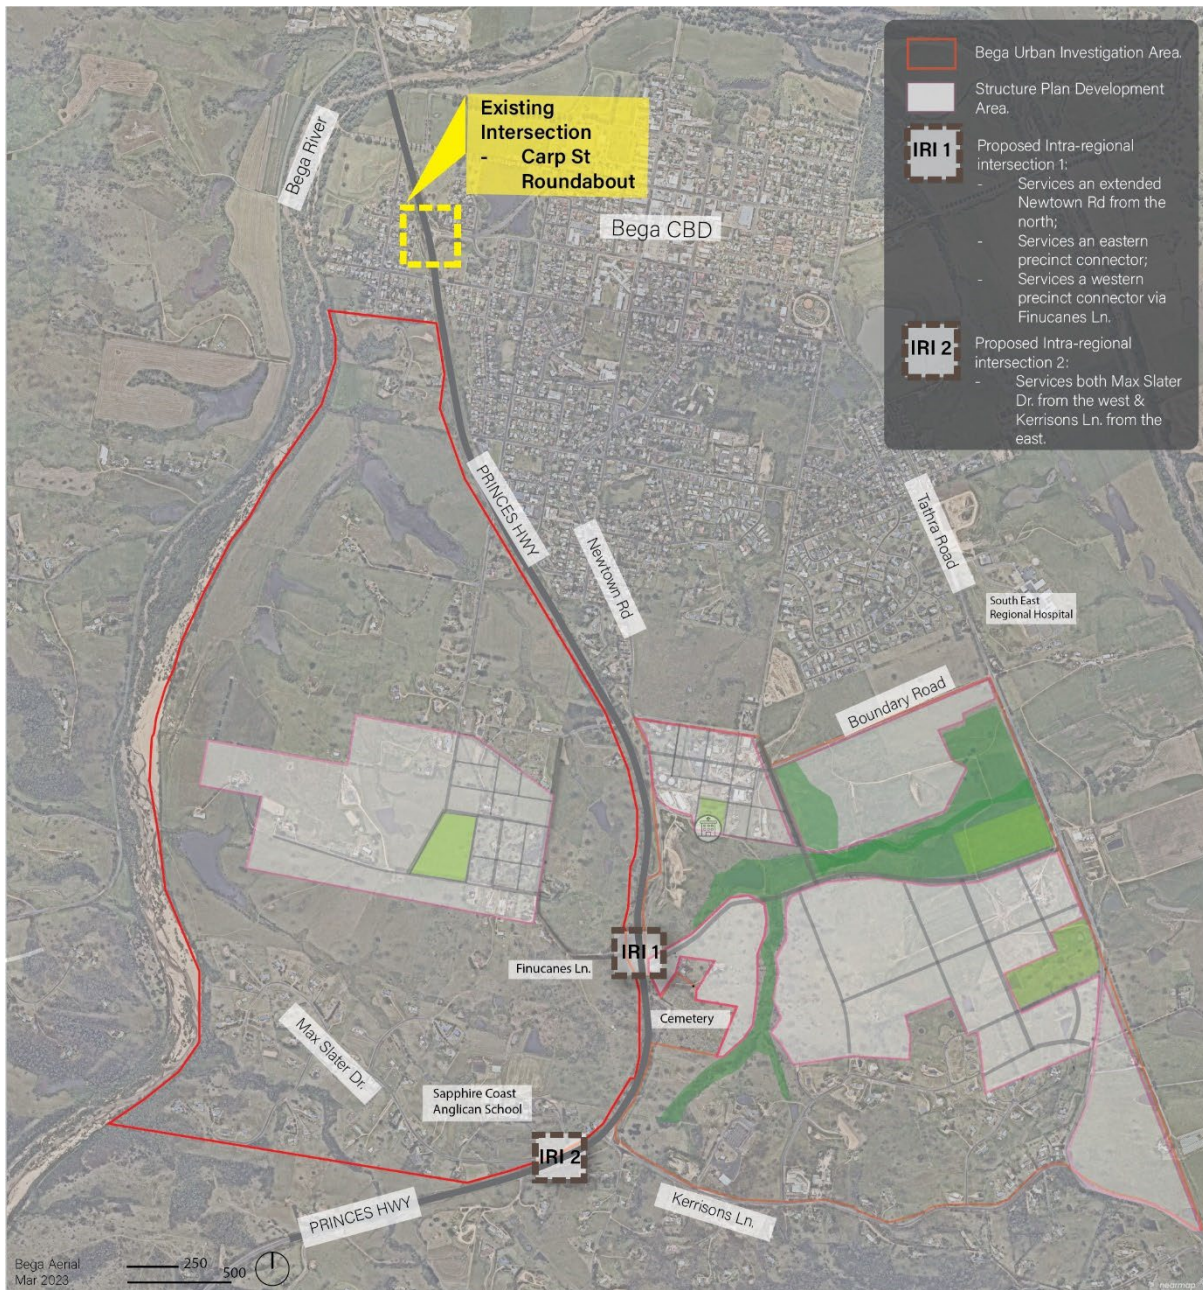 Existing
Intersection
- Carp St
Roundabout
Bega River
Bega CBD
PRINCES HWY
Newtown Rd
Tathra Road
South East
Regional Hospital
Boundary Road
IRI 1
Finucanes Ln.
Cemetery
Max Slater Dr.
Sapphire Coast
Anglican School
IRI 2
PRINCES HWY
Kerrisons Ln.
Bega Aerial
Mar 2023
250
500
nearmap
Bega Urban Investigation Area.
Structure Plan Development
Area.
IRI 1
Proposed Intra-regional
intersection 1:
- Services an extended
Newtown Rd from the
north;
- Services an eastern
precinct connector;
- Services a western
precinct connector via
Finucanes Ln.
IRI 2
Proposed Intra-regional
intersection 2:
- Services both Max Slater
Dr. from the west &
Kerrisons Ln. from the
east.